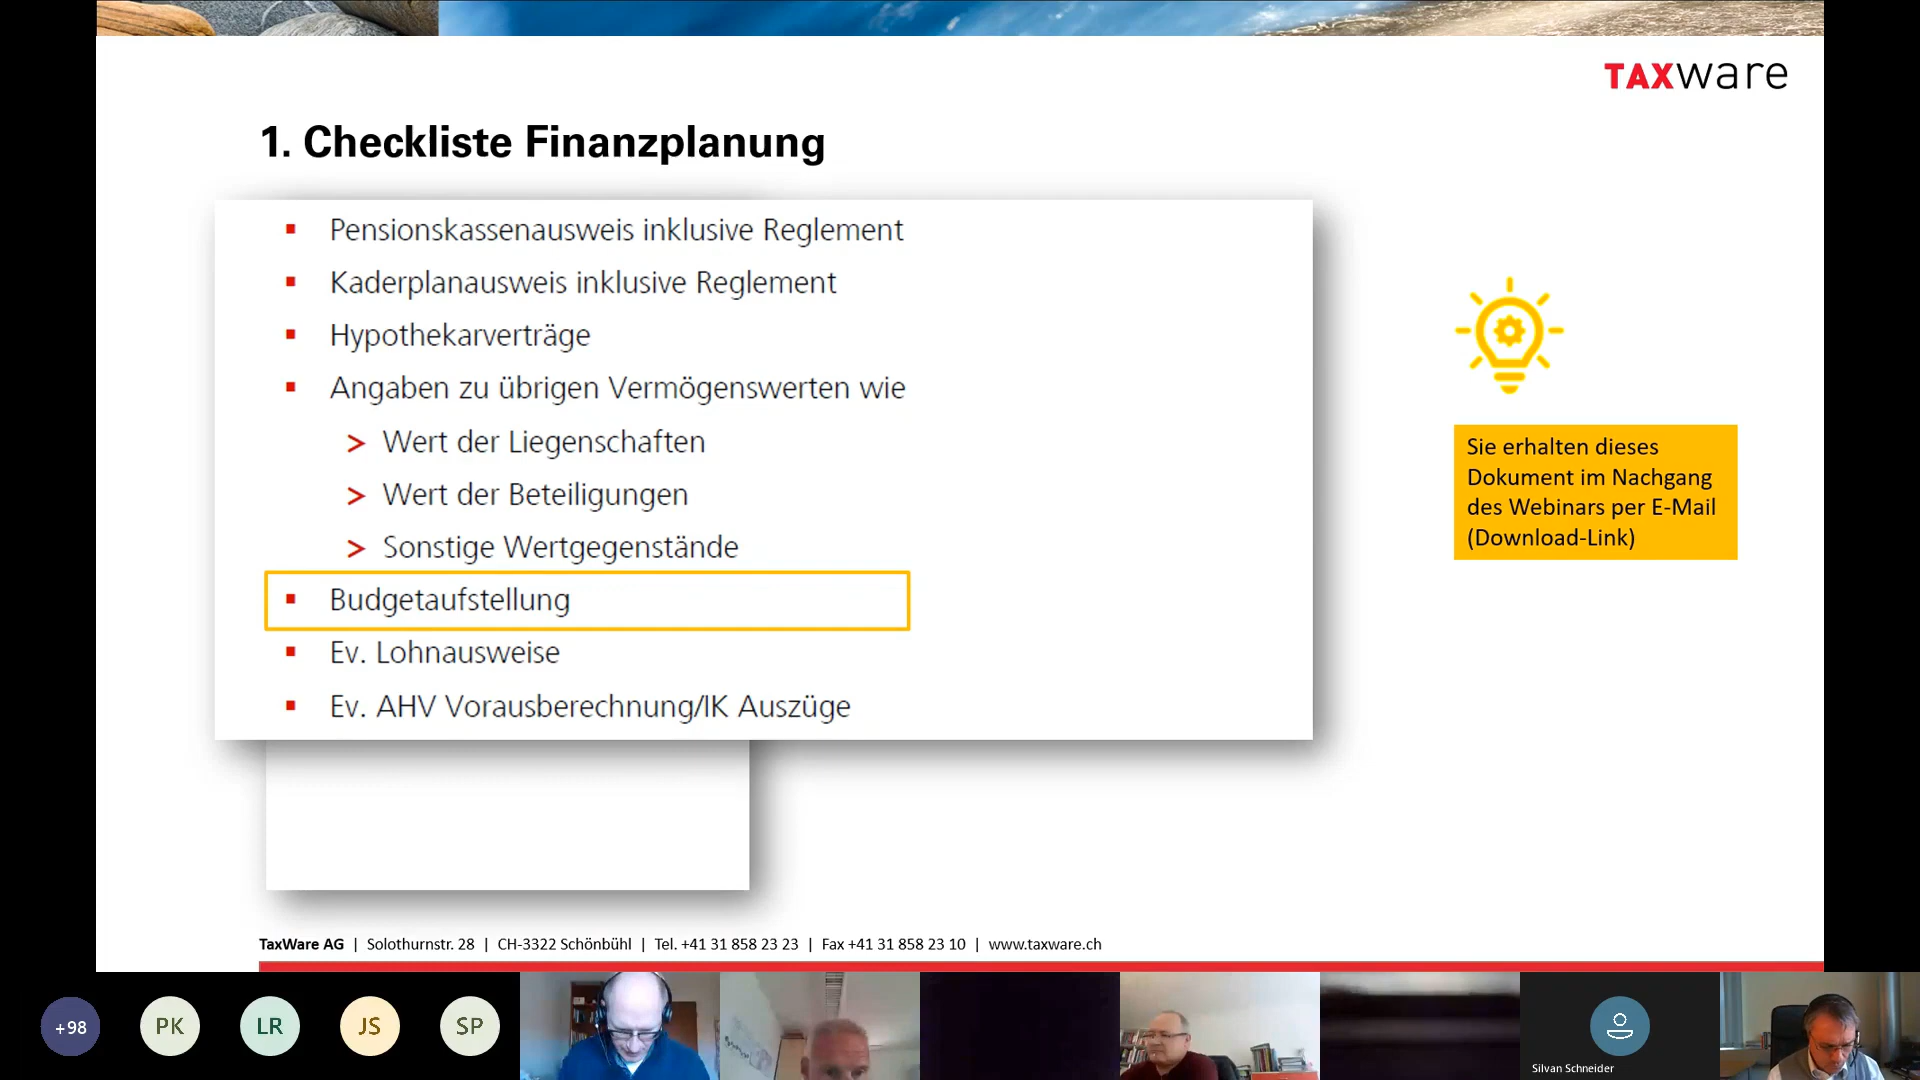 TAXware
1. Checkliste Finanzplanung
Pensionskassenausweis inklusive Reglement
Kaderplanausweis inklusive Reglement
Hypothekarverträge
Angaben zu übrigen Vermögenswerten wie
> Wert der Liegenschaften
> Wert der Beteiligungen
> Sonstige Wertgegenstände
Budgetaufstellung
Ev. Lohnausweise
Ev. AHV Vorausberechnung/IK Auszüge
Sie erhalten dieses
Dokument im Nachgang
des Webinars per E-Mail
(Download-Link)
TaxWare AG | Solothurnstr. 28 | CH-3322 Schönbühl | Tel. +41 31 858 23 23 | Fax +41 31 858 23 10 | www.taxware.ch
+98
PK
LR
JS
SP
Silvan Schneider